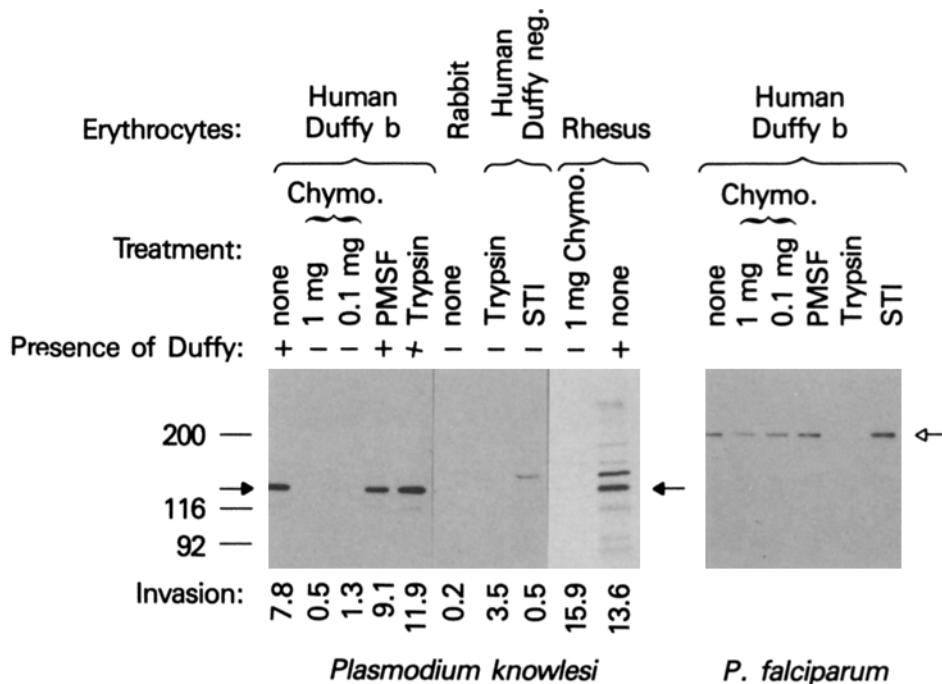 Erythrocytes: Human Duffy b Rabbit Human Duffy neg. Rhesus Human Duffy b
Chymo. Chymo.
Treatment: none 1 mg 0.1 mg PMSF Trypsin none Trypsin STI 1 mg Chymo. none none 1 mg 0.1 mg PMSF Trypsin STI
Presence of Duffy: + – – + + – – – – +
200
116
92
Invasion: 7.8 0.5 1.3 9.1 11.9 0.2 3.5 0.5 15.9 13.6
Plasmodium knowlesi P. falciparum